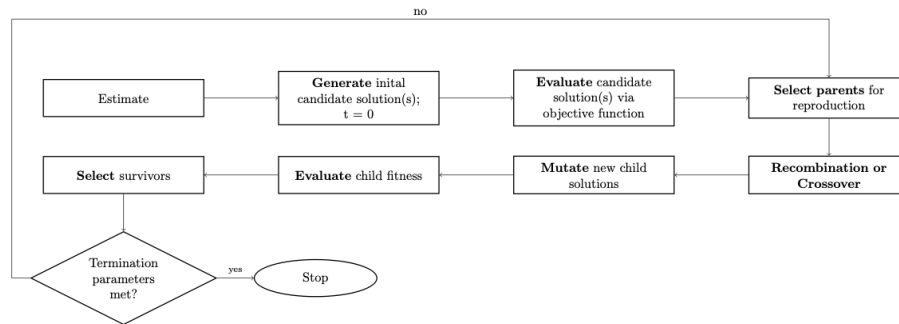 no
Estimate
Generate inital
candidate solution(s);
t = 0
Evaluate candidate
solution(s) via
objective function
Select parents for
reproduction
Recombination or
Crossover
Mutate new child
solutions
Evaluate child fitness
Select survivors
Termination
parameters
met?
yes
Stop